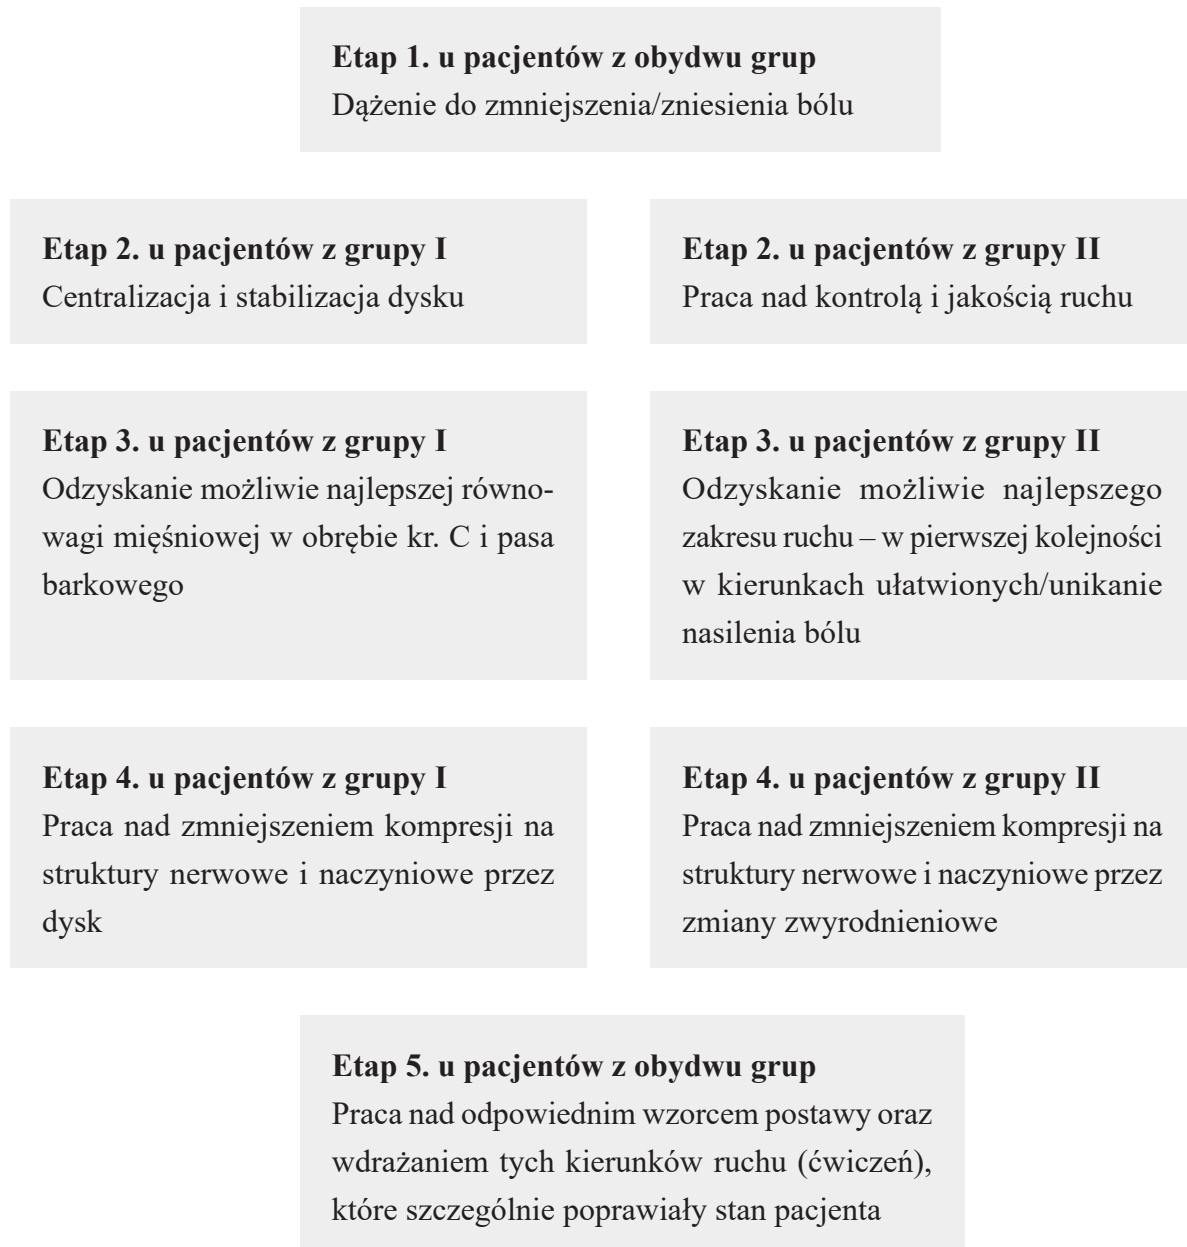 Etap 1. u pacjentów z obydwu grup
Dążenie do zmniejszenia/zniesienia bólu
Etap 2. u pacjentów z grupy I
Centralizacja i stabilizacja dysku
Etap 2. u pacjentów z grupy II
Praca nad kontrolą i jakością ruchu
Etap 3. u pacjentów z grupy I
Odzyskanie możliwie najlepszej równo-
wagi mięśniowej w obrębie kr. C i pasa
barkowego
Etap 3. u pacjentów z grupy II
Odzyskanie możliwie najlepszego
zakresu ruchu – w pierwszej kolejności
w kierunkach ułatwionych/unikanie
nasilenia bólu
Etap 4. u pacjentów z grupy I
Praca nad zmniejszeniem kompresji na
struktury nerwowe i naczyniowe przez
dysk
Etap 4. u pacjentów z grupy II
Praca nad zmniejszeniem kompresji na
struktury nerwowe i naczyniowe przez
zmiany zwyrodnieniowe
Etap 5. u pacjentów z obydwu grup
Praca nad odpowiednim wzorcem postawy oraz
wdrażaniem tych kierunków ruchu (ćwiczeń),
które szczególnie poprawiały stan pacjenta